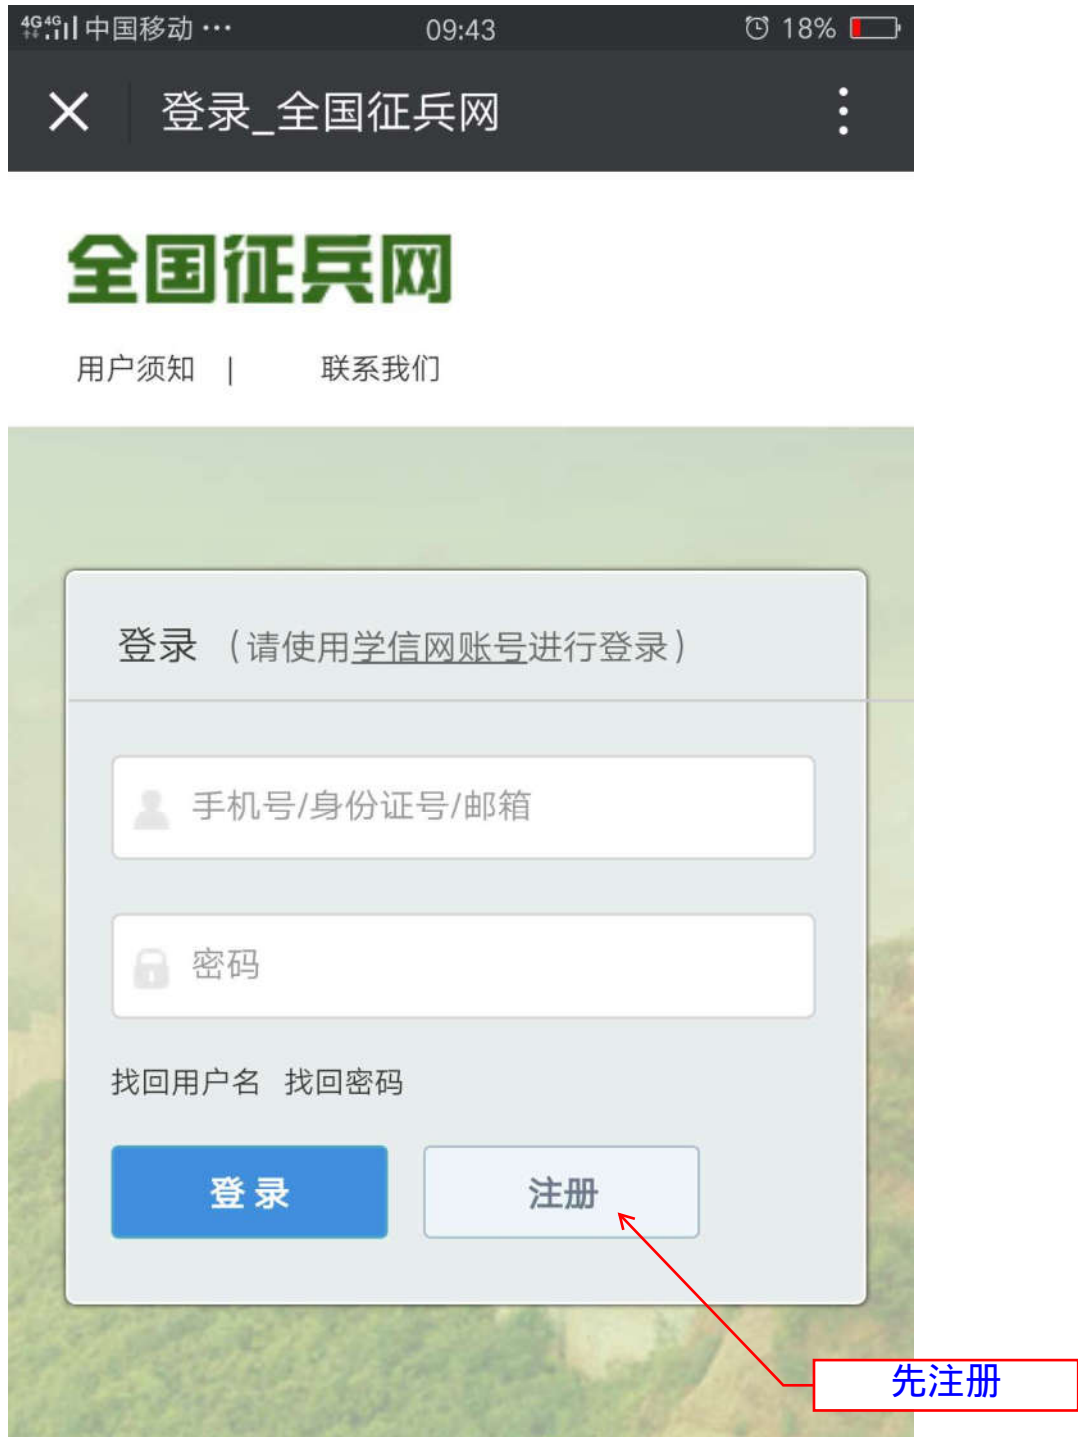 4G 4G 中国移动 ··· 09:43 18%
登录_全国征兵网
全国征兵网
用户须知 | 联系我们
登录 (请使用学信网账号进行登录)
手机号/身份证号/邮箱
密码
找回用户名 找回密码
登录 注册
先注册